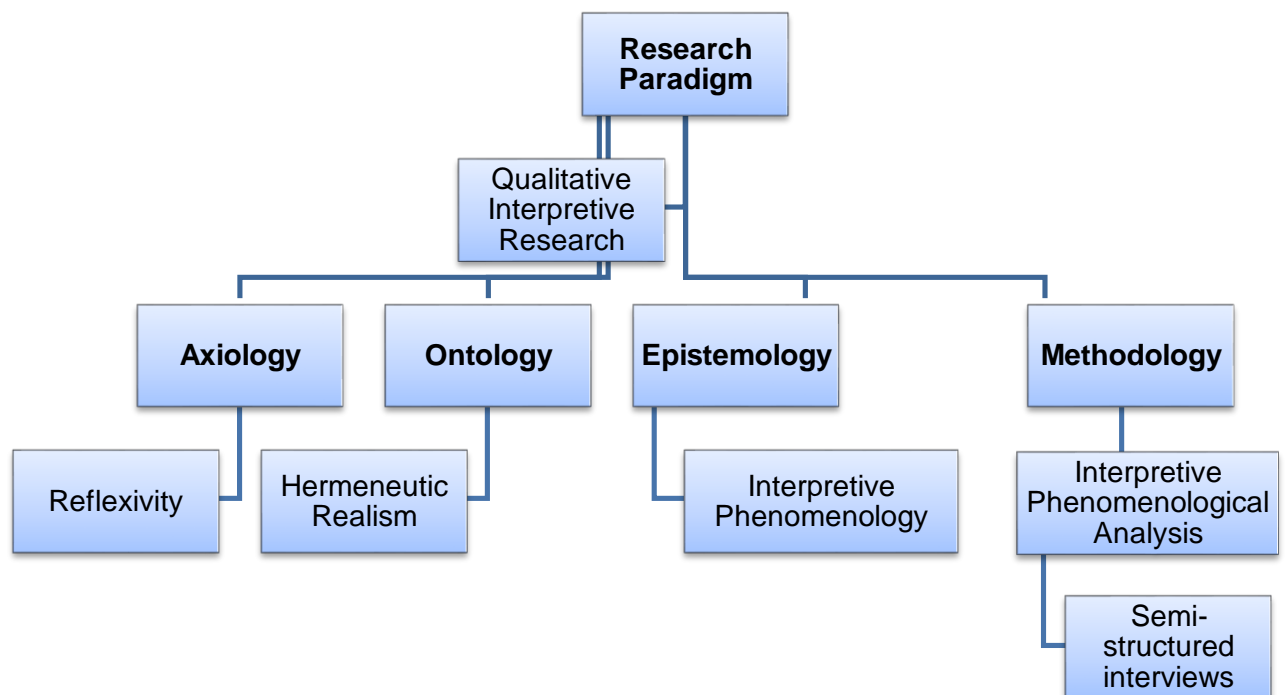 Research
Paradigm
Qualitative
Interpretive
Research
Axiology
Ontology
Epistemology
Methodology
Reflexivity
Hermeneutic
Realism
Interpretive
Phenomenology
Interpretive
Phenomenological
Analysis
Semi-
structured
interviews